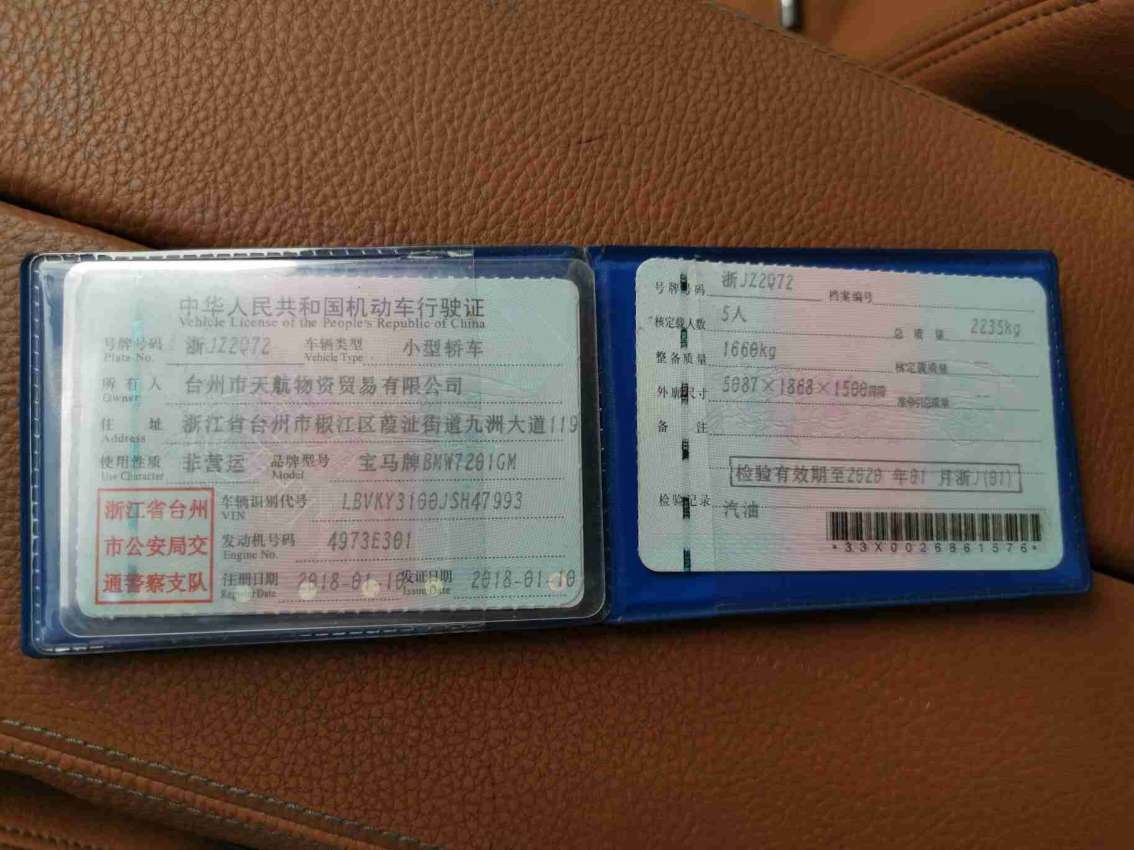 中华人民共和国机动车行驶证
Vehicle License of the People's Republic of China
号牌号码 浙JZ2Q72 车辆类型 小型轿车
Plate No. Vehicle Type
所有人 台州市天航物资贸易有限公司
Owner
住址 浙江省台州市椒江区葭沚街道九洲大道119
Address
使用性质 非营运 品牌型号 宝马牌BMW7201GM
Use Character Model
浙江省台州
市公安局交
通警察支队
车辆识别代号 LBVKY3100JSH47993
VIN
发动机号码 4973E301
Engine No.
注册日期 2018-01-10 发证日期 2018-01-10
Register Date Issue Date
号牌号码 浙JZ2Q72 档案编号
核定载人数 5人 总质量 2235kg
整备质量 1660kg 核定载质量
外廓尺寸 5087×1868×1500mm 准牵引总质量 --
备注
检验有效期至2020年01月浙J(01)
检验记录 汽油
*33X0026861576*